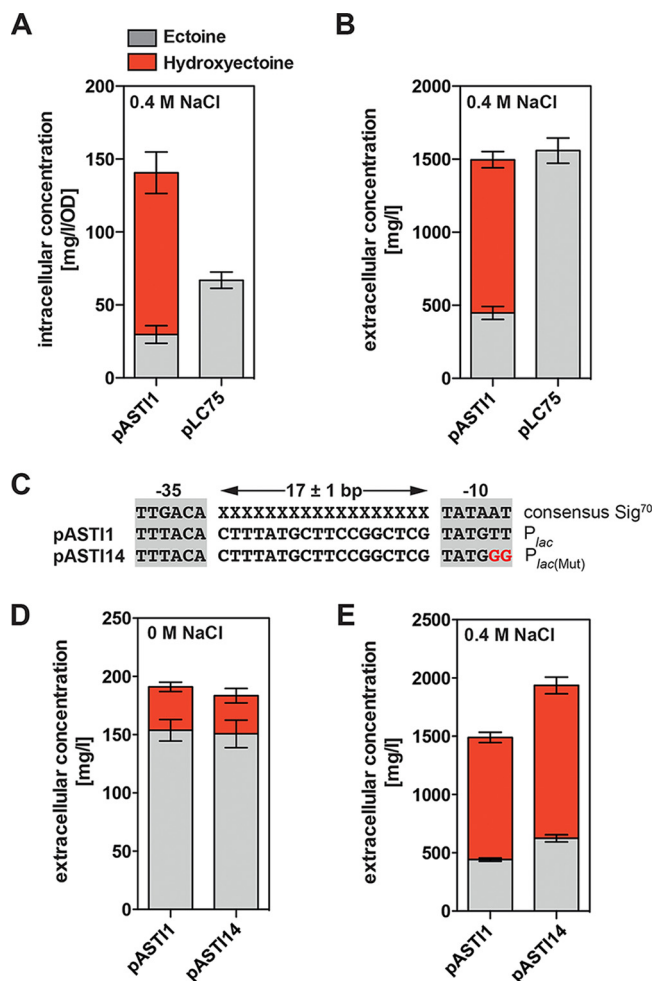 A
Ectoine
Hydroxyectoine
intracellular concentration
[mg/l/OD]
200
150
100
50
0
0.4 M NaCl
pASTI1
pLC75
B
extracellular concentration
[mg/l]
2000
1500
1000
500
0
0.4 M NaCl
pASTI1
pLC75
C
-35 17 ± 1 bp -10
TTGACA XXXXXXXXXXXXXXXXXX TATAAT consensus Sig70
pASTI1 TTTACA CTTTATGCTTCCGGCTCG TATGTT Plac
pASTI14 TTTACA CTTTATGCTTCCGGCTCG TATGGG Plac(Mut)
D
extracellular concentration
[mg/l]
250
200
150
100
50
0
0 M NaCl
pASTI1
pASTI14
E
extracellular concentration
[mg/l]
2500
2000
1500
1000
500
0
0.4 M NaCl
pASTI1
pASTI14